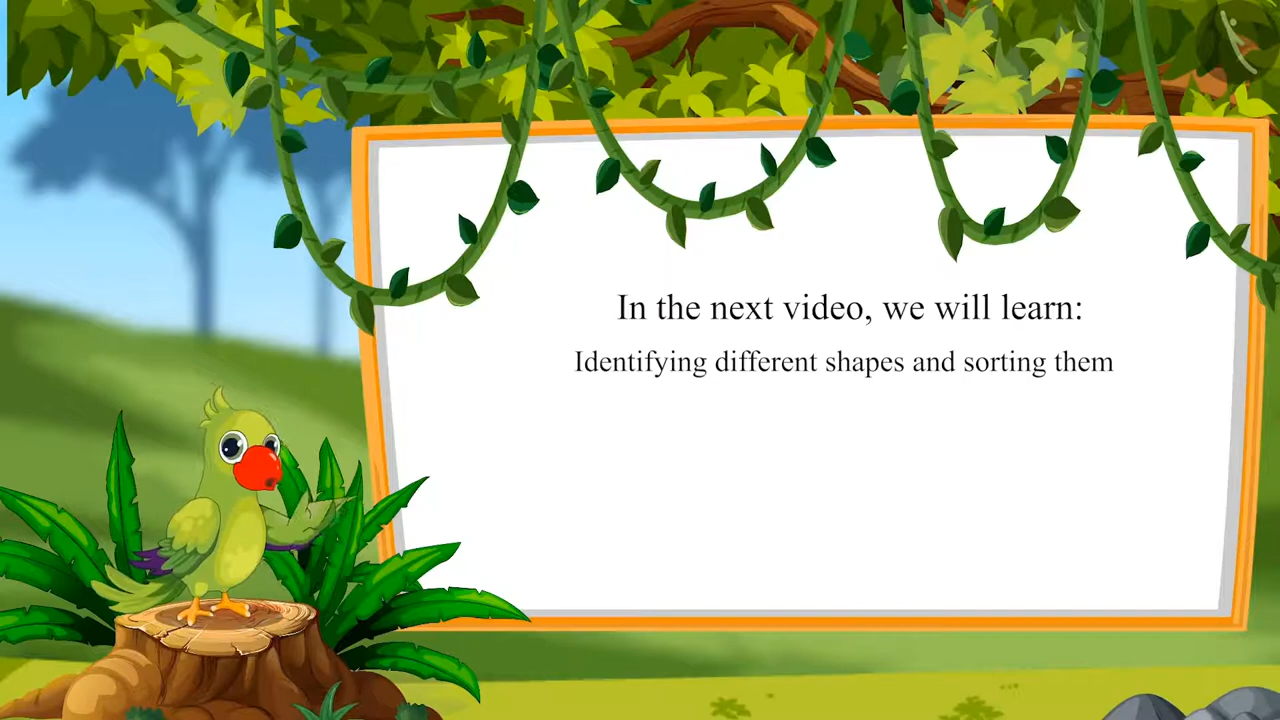 In the next video, we will learn:
Identifying different shapes and sorting them